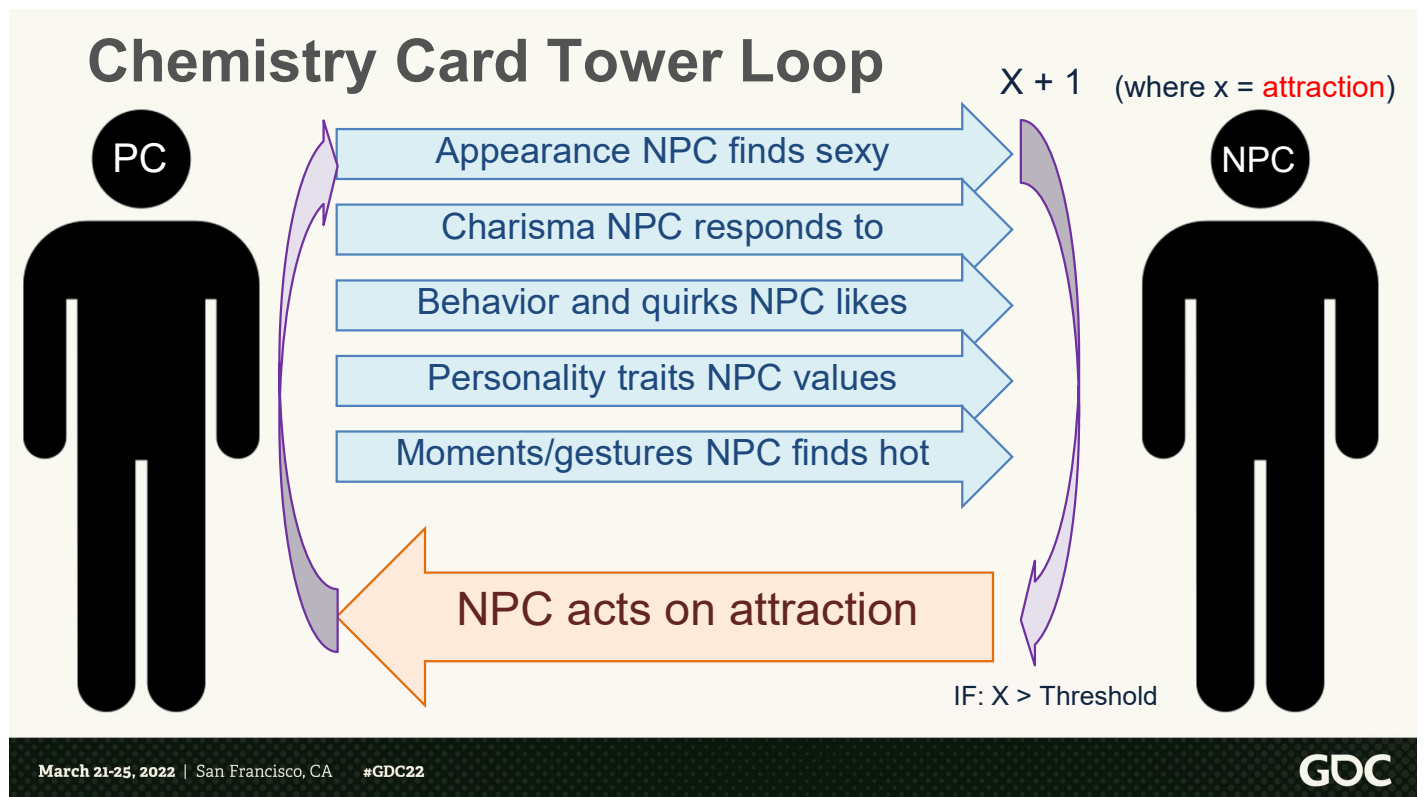 Chemistry Card Tower Loop
X + 1 (where x = attraction)
PC
NPC
Appearance NPC finds sexy
Charisma NPC responds to
Behavior and quirks NPC likes
Personality traits NPC values
Moments/gestures NPC finds hot
NPC acts on attraction
IF: X > Threshold
March 21-25, 2022 | San Francisco, CA #GDC22
GDC